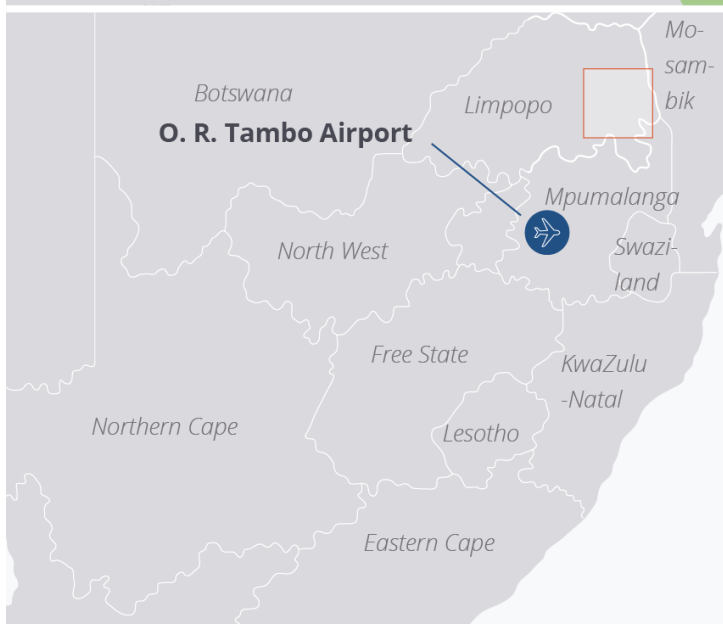 Mo-
sam-
bik
Botswana
Limpopo
O. R. Tambo Airport
Mpumalanga
North West
Swazi-
land
Free State
KwaZulu
-Natal
Northern Cape
Lesotho
Eastern Cape